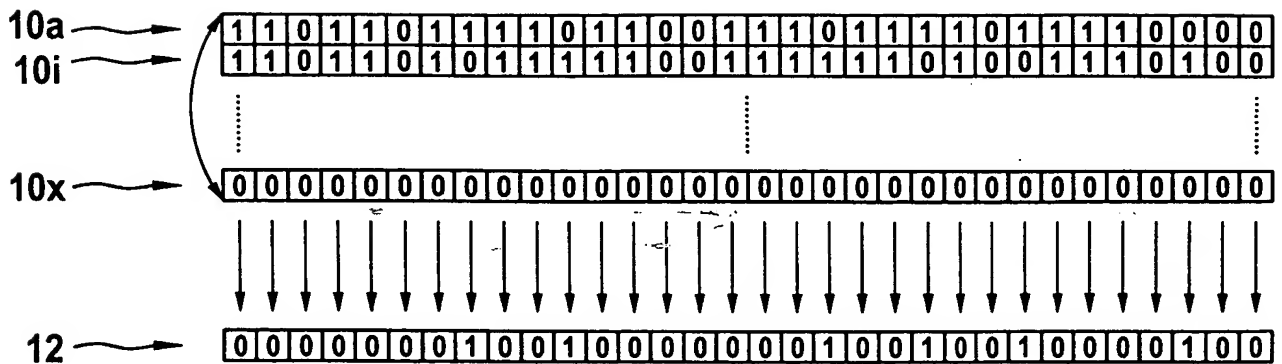 10a 1 1 0 1 1 0 1 1 1 1 0 1 1 0 0 1 1 1 0 1 1 1 1 0 1 1 1 1 0 0 0 0
10i 1 1 0 1 1 0 1 0 1 1 1 1 1 0 0 1 1 1 1 1 1 0 1 0 0 1 1 1 0 1 0 0
10x 0 0 0 0 0 0 0 0 0 0 0 0 0 0 0 0 0 0 0 0 0 0 0 0 0 0 0 0 0 0 0 0
12 0 0 0 0 0 0 0 1 0 0 1 0 0 0 0 0 0 0 1 0 0 1 0 0 1 0 0 0 0 1 0 0